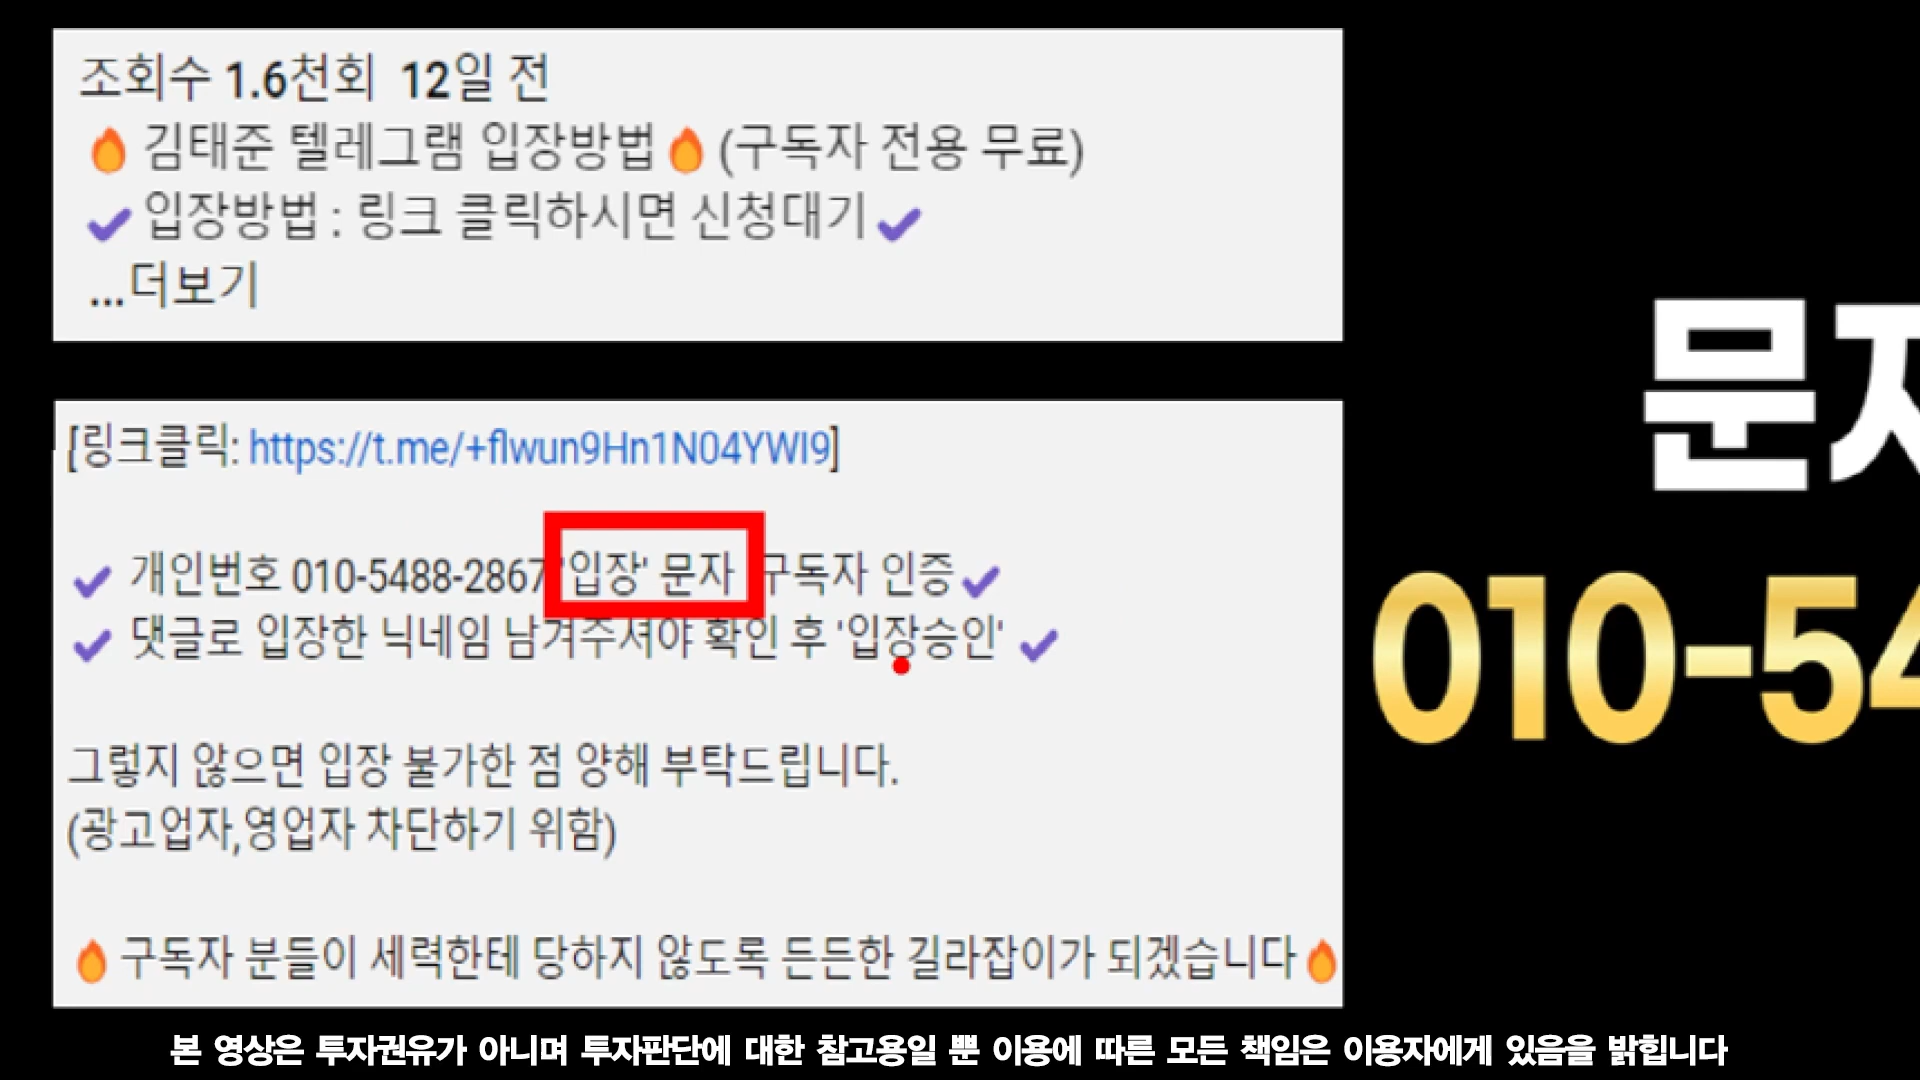 조회수 1.6천회 12일 전
🔥 김태준 텔레그램 입장방법🔥 (구독자 전용 무료)
✔ 입장방법 : 링크 클릭하시면 신청대기✔
...더보기
[링크클릭: https://t.me/+flwun9Hn1N04YWI9]
✔ 개인번호 010-5488-2867 '입장' 문자 구독자 인증✔
✔ 댓글로 입장한 닉네임 남겨주셔야 확인 후 '입장승인' ✔
그렇지 않으면 입장 불가한 점 양해 부탁드립니다.
(광고업자,영업자 차단하기 위함)
🔥 구독자 분들이 세력한테 당하지 않도록 든든한 길라잡이가 되겠습니다🔥
문자
010-54
본 영상은 투자권유가 아니며 투자판단에 대한 참고용일 뿐 이용에 따른 모든 책임은 이용자에게 있음을 밝힙니다